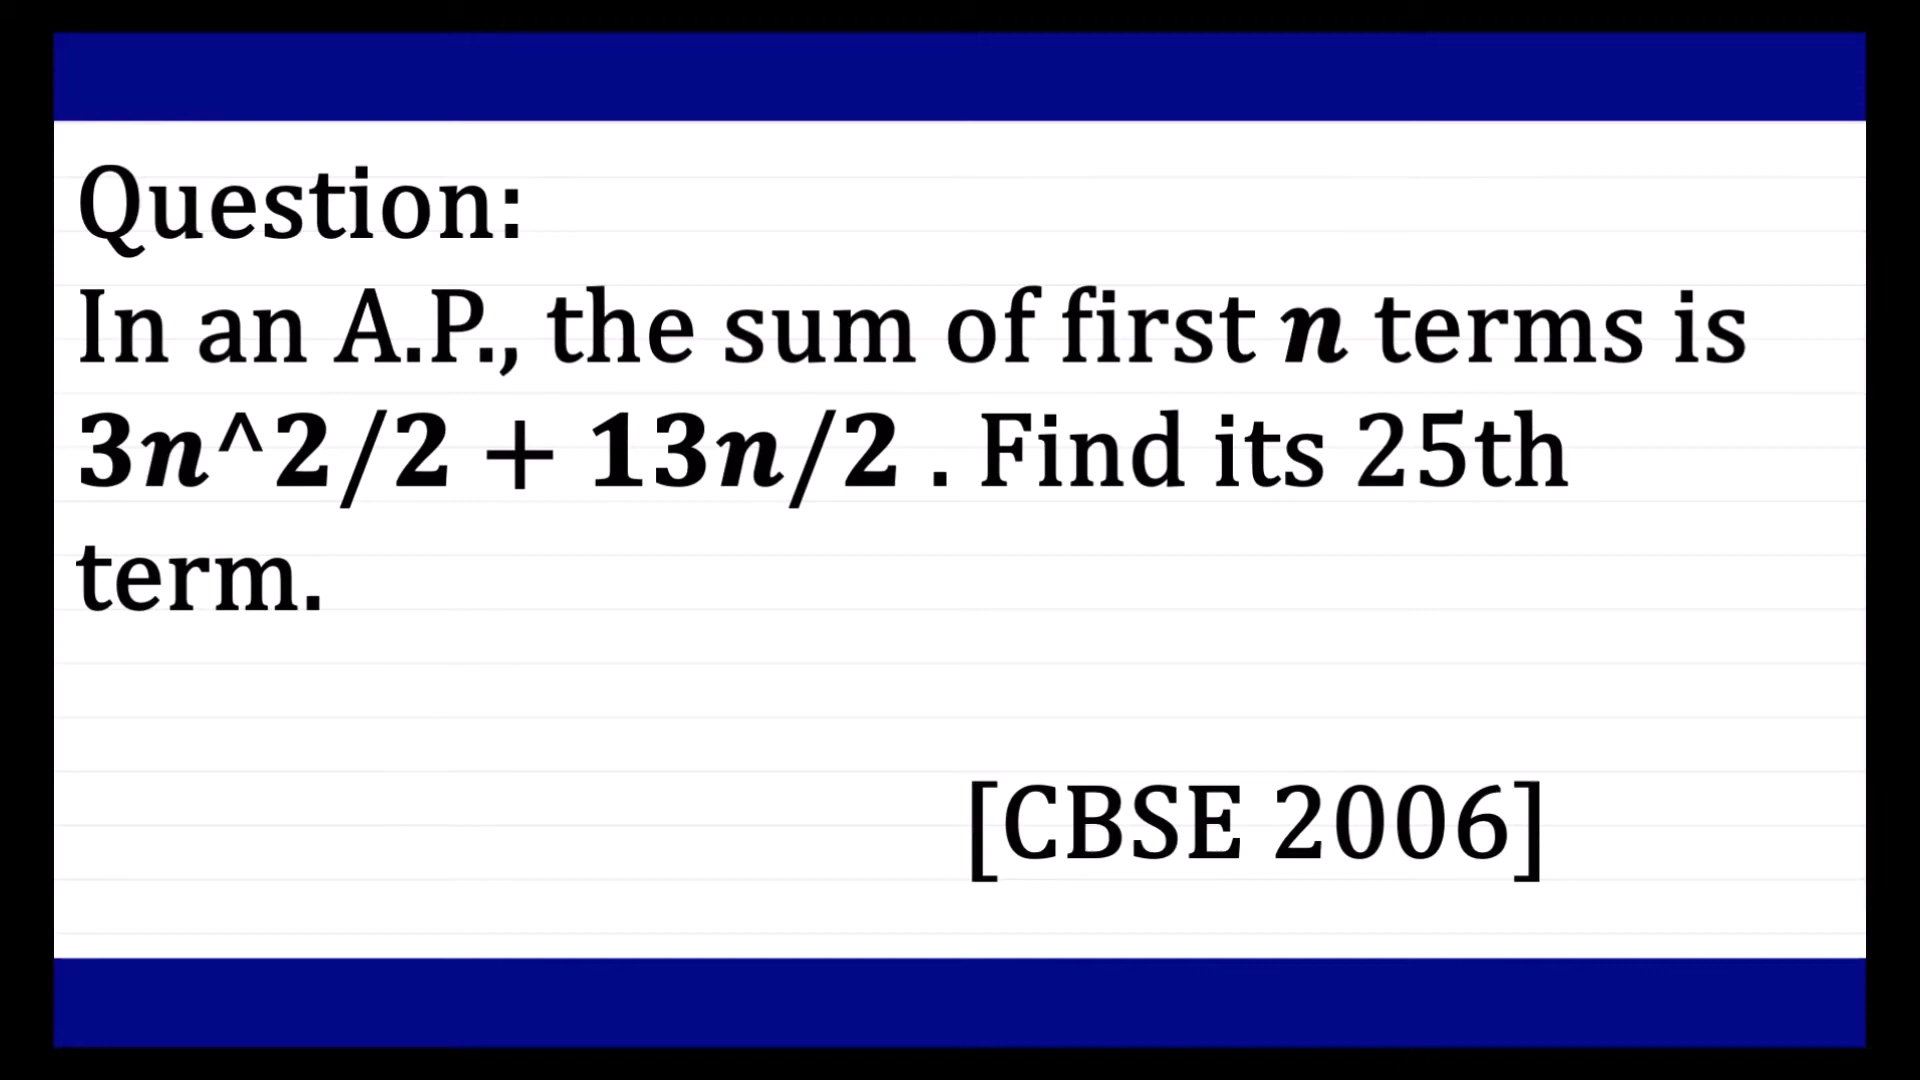 Question:
In an A.P., the sum of first n terms is
3n^2/2 + 13n/2 . Find its 25th
term.
[CBSE 2006]